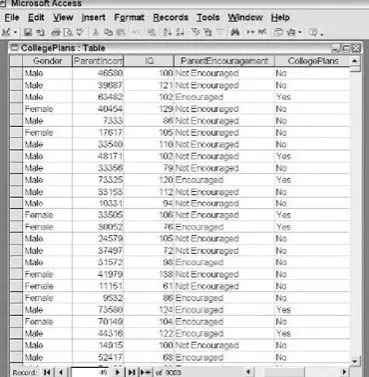 Microsoft Access
File Edit View Insert Format Records Tools Window Help
CollegePlans : Table
Gender ParentIncom IQ ParentEncouragement CollegePlans
Male 46580 100 Not Encouraged No
Male 39687 121 Not Encouraged No
Male 63482 102 Encouraged Yes
Female 40454 129 Not Encouraged No
Male 7333 86 Not Encouraged No
Female 17617 105 Not Encouraged No
Male 33540 110 Not Encouraged No
Male 48171 102 Not Encouraged Yes
Male 33356 79 Not Encouraged No
Male 73325 120 Encouraged Yes
Male 33153 112 Not Encouraged No
Male 10331 94 Not Encouraged No
Female 33505 106 Not Encouraged Yes
Female 30052 76 Encouraged Yes
Male 24579 105 Not Encouraged No
Male 37497 72 Not Encouraged No
Male 31572 98 Encouraged No
Female 41979 138 Not Encouraged No
Female 11151 61 Not Encouraged No
Female 9532 86 Encouraged No
Male 73580 124 Encouraged Yes
Female 70149 104 Encouraged Yes
Male 44316 122 Encouraged Yes
Male 14915 100 Not Encouraged No
Male 52417 68 Encouraged No
Record: 49 of